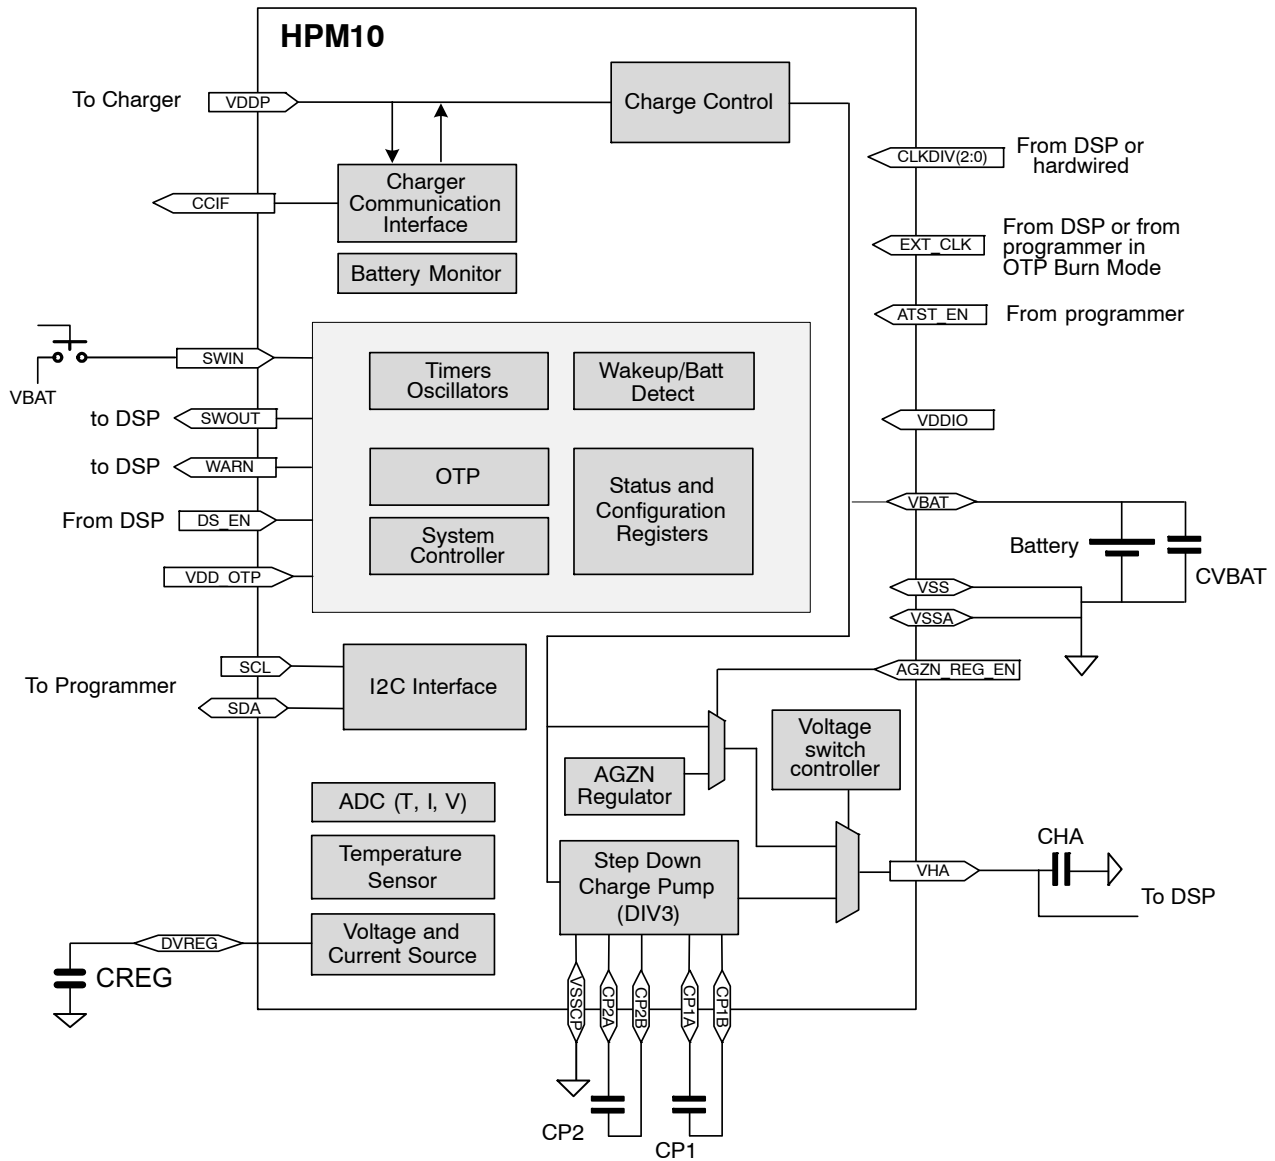 HPM10
To Charger
VDDP
Charge Control
CLKDIV(2:0)
From DSP or
hardwired
Charger
Communication
Interface
CCIF
EXT_CLK
From DSP or from
programmer in
OTP Burn Mode
Battery Monitor
ATST_EN
From programmer
SWIN
VBAT
Timers
Oscillators
Wakeup/Batt
Detect
to DSP
SWOUT
VDDIO
to DSP
WARN
OTP
Status and
Configuration
Registers
VBAT
From DSP
DS_EN
System
Controller
Battery
CVBAT
VDD_OTP
VSS
VSSA
SCL
To Programmer
SDA
I2C Interface
AGZN_REG_EN
Voltage
switch
controller
AGZN
Regulator
ADC (T, I, V)
Temperature
Sensor
Step Down
Charge Pump
(DIV3)
CHA
VHA
To DSP
Voltage and
Current Source
DVREG
CREG
VSSCP
CP2A
CP2B
CP1A
CP1B
CP2
CP1